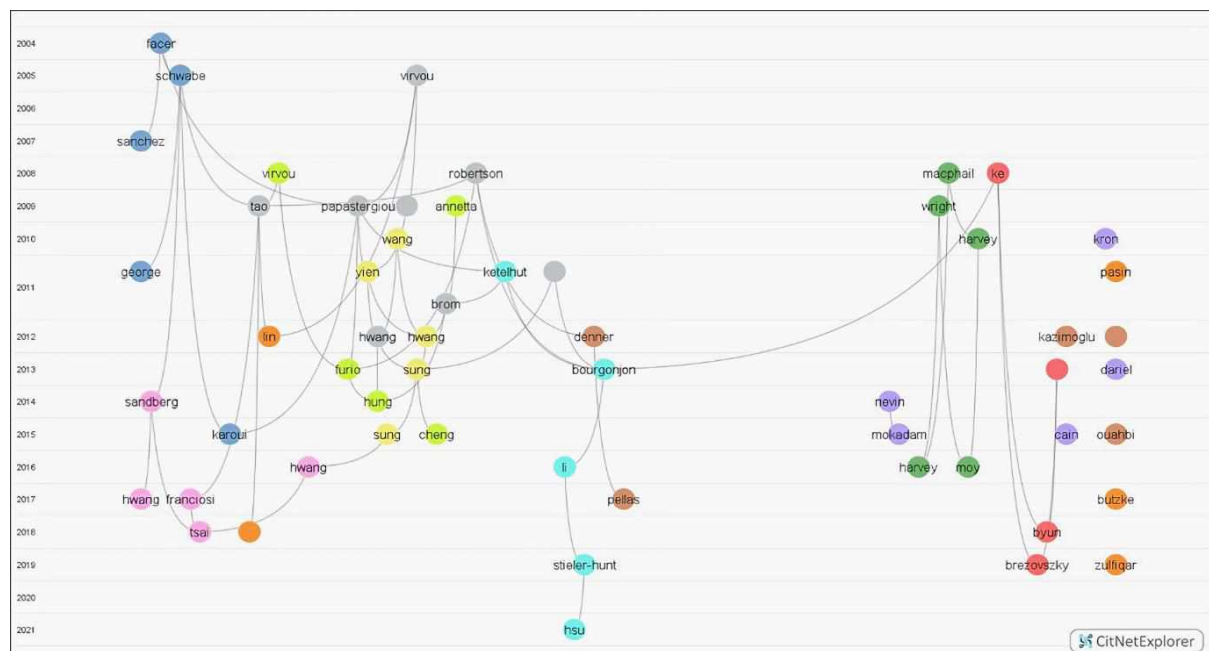 2004 facer
2005 schwabe virvou
2006
2007 sanchez
2008 virvou robertson macphail ke
2009 tao papastergiou annetta wright
2010 wang harvey kron
2011 george yien ketelhut pasin
brom
2012 lin hwang hwang denner kazimoglu
2013 furio sung bourgonjon dariel
2014 sandberg hung nevin
2015 karoui sung cheng mokadam cain ouahbi
2016 hwang li harvey moy
2017 hwang franciosi pellas butzke
2018 tsai byun
2019 stieler-hunt brezovszky zulfiqar
2020
2021 hsu
CitNetExplorer